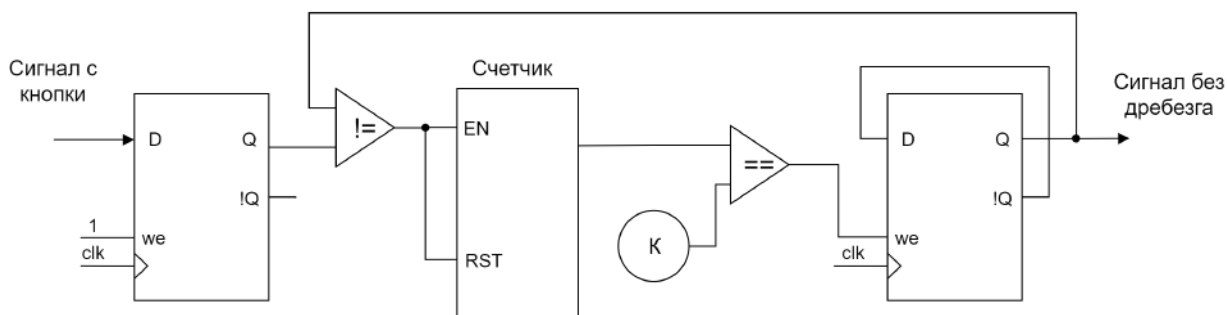 Сигнал с
кнопки
D
Q
!Q
1
we
clk
!=
Счетчик
EN
RST
K
==
D
Q
!Q
we
clk
Сигнал без
дребезга